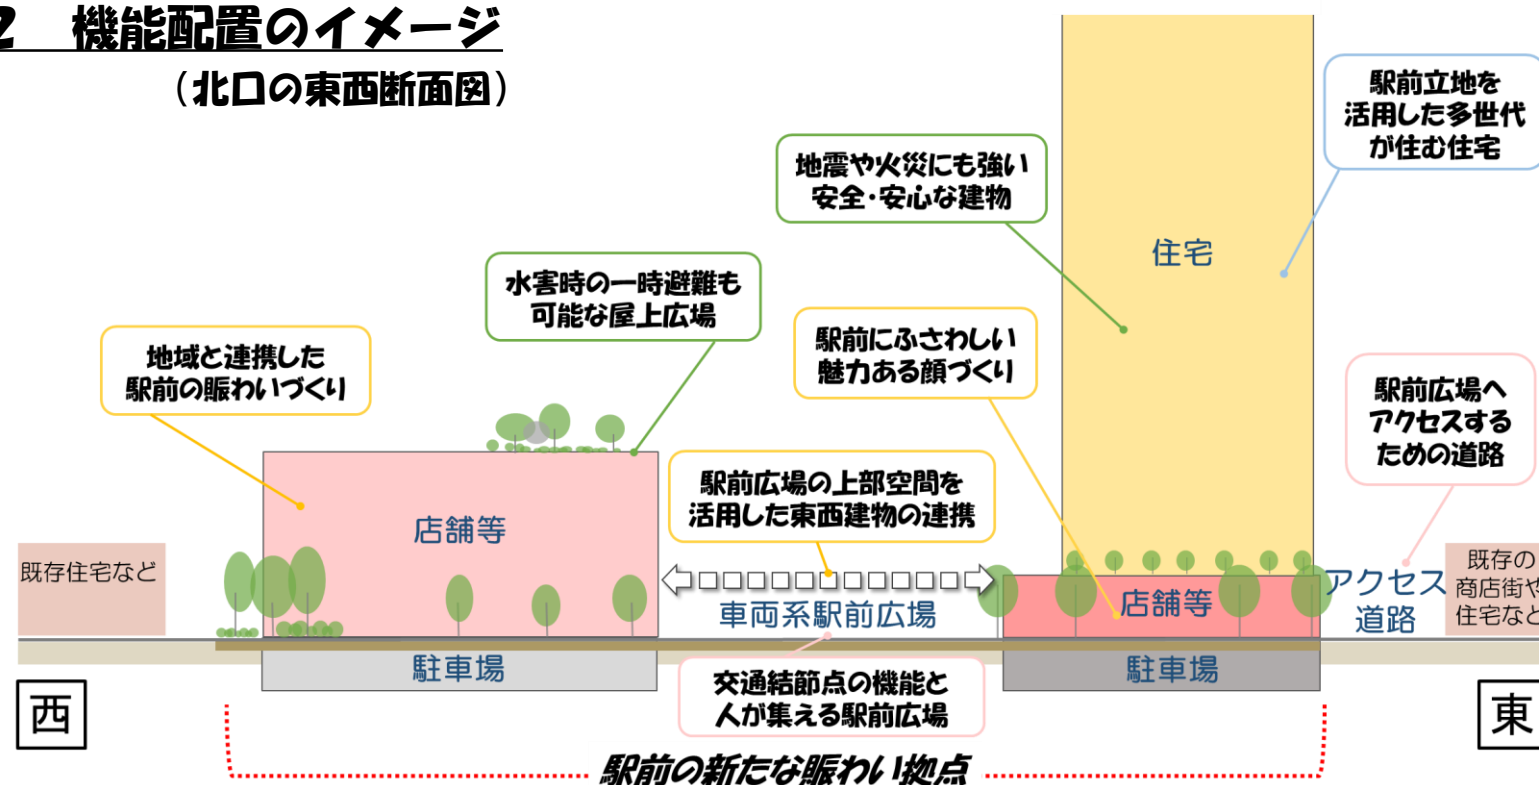 2 機能配置のイメージ
（北口の東西断面図）
駅前立地を
活用した多世代
が住む住宅
地震や火災にも強い
安全・安心な建物
住宅
水害時の一時避難も
可能な屋上広場
駅前にふさわしい
魅力ある顔づくり
地域と連携した
駅前の賑わいづくり
駅前広場へ
アクセスする
ための道路
駅前広場の上部空間を
活用した東西建物の連携
店舗等
既存住宅など
車両系駅前広場
店舗等
アクセス
道路
既存の
商店街や
住宅など
駐車場
駐車場
交通結節点の機能と
人が集える駅前広場
西
東
駅前の新たな賑わい拠点